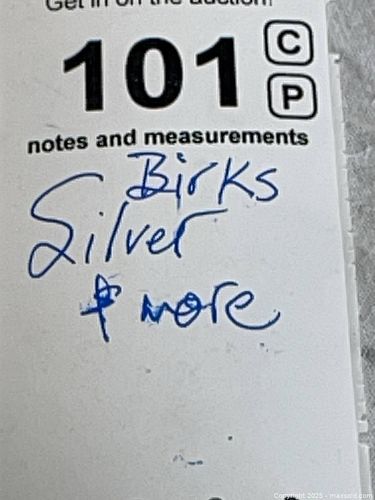 Get in on the auction!
101
C
P
notes and measurements
Birks
Silver
& more
Copyright 2025 - maxsold.com